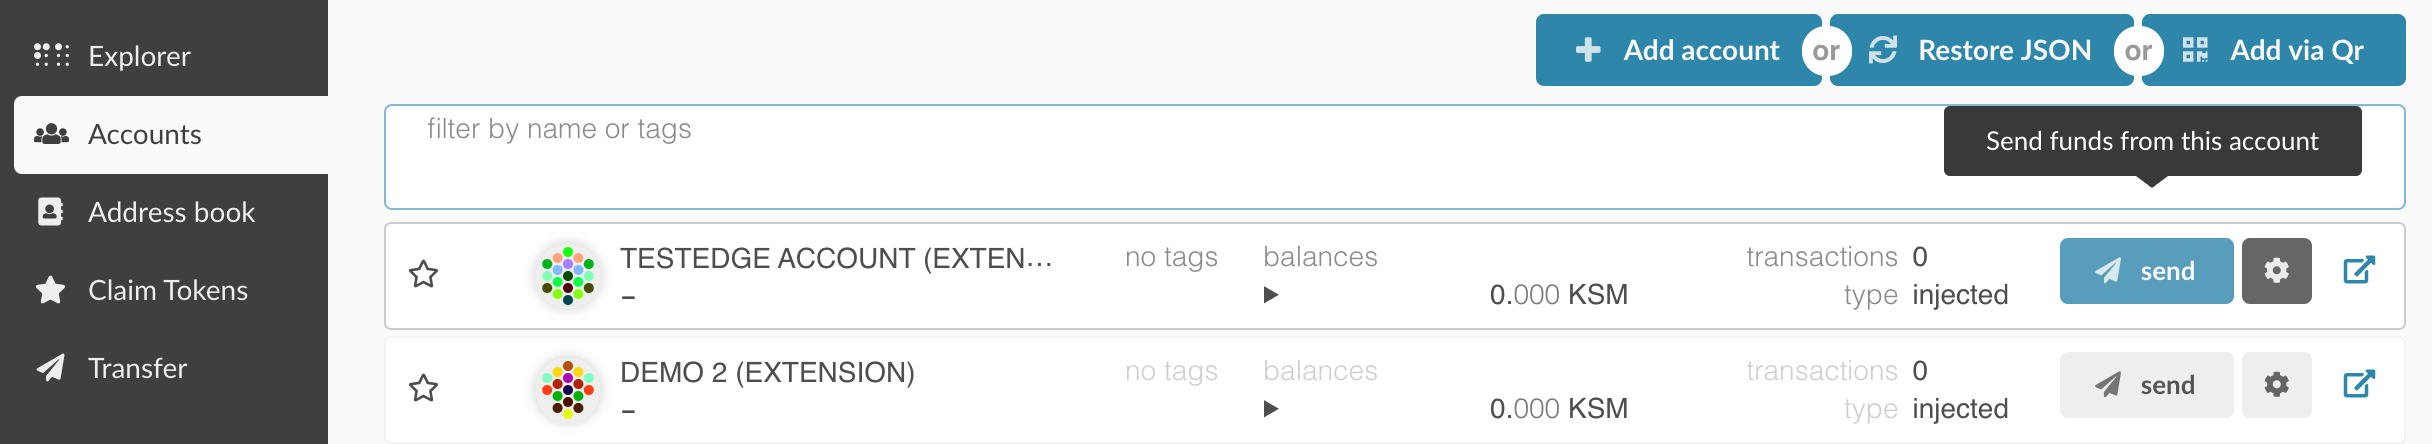 Explorer
Accounts
Address book
Claim Tokens
Transfer
Add account or Restore JSON or Add via Qr
filter by name or tags
Send funds from this account
TESTEDGE ACCOUNT (EXTEN... no tags balances transactions 0 send
– 0.000 KSM type injected
DEMO 2 (EXTENSION) no tags balances transactions 0 send
– 0.000 KSM type injected